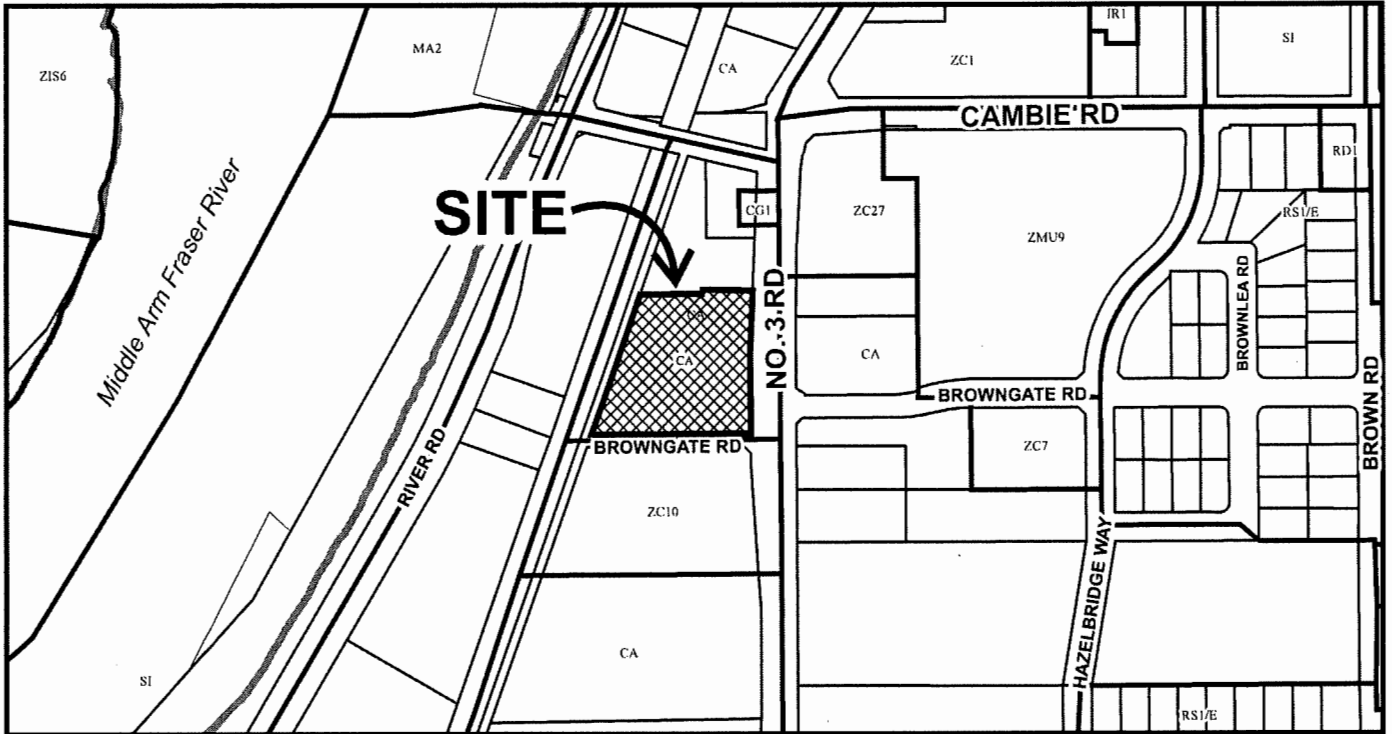 IR1
SI
MA2
ZIS6
CA
ZC1
CAMBIE RD
RD1
Middle Arm Fraser River
SITE
CG1
ZC27
RS1/E
ZMU9
NO. 3 RD
BROWNLEA RD
CA
CA
CA
BROWNGATE RD
BROWN RD
BROWNGATE RD
ZC7
RIVER RD
ZC10
HAZELBRIDGE WAY
CA
SI
RS1/E